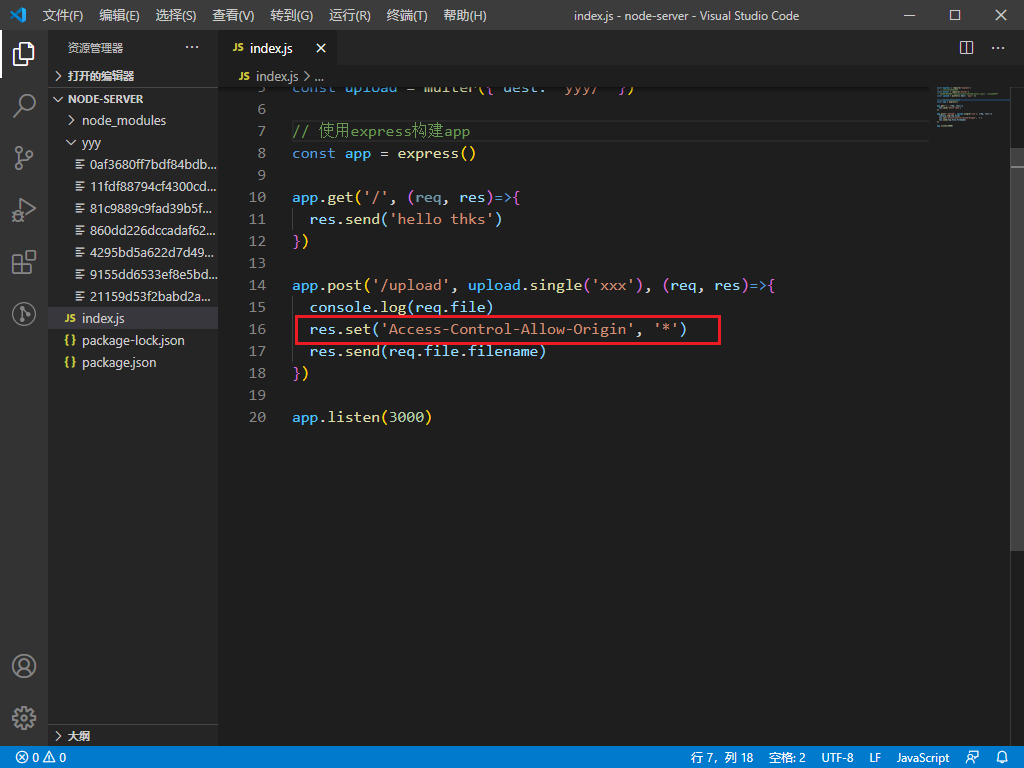 文件(F) 编辑(E) 选择(S) 查看(V) 转到(G) 运行(R) 终端(T) 帮助(H) index.js - node-server - Visual Studio Code
资源管理器 ···
打开的编辑器
NODE-SERVER
node_modules
yyy
0af3680ff7bdf84bdb...
11fdf88794cf4300cd...
81c9889c9fad39b5f...
860dd226dccadaf62...
4295bd5a622d7d49...
9155dd6533ef8e5bd...
21159d53f2babd2a...
JS index.js
{} package-lock.json
{} package.json
大纲
JS index.js ×
JS index.js > ...
5 const upload = multer({ dest: 'yyy/' })
6
7 // 使用express构建app
8 const app = express()
9
10 app.get('/', (req, res)=>{
11 res.send('hello thks')
12 })
13
14 app.post('/upload', upload.single('xxx'), (req, res)=>{
15 console.log(req.file)
16 res.set('Access-Control-Allow-Origin', '*')
17 res.send(req.file.filename)
18 })
19
20 app.listen(3000)
0 0 行 7，列 18 空格: 2 UTF-8 LF JavaScript